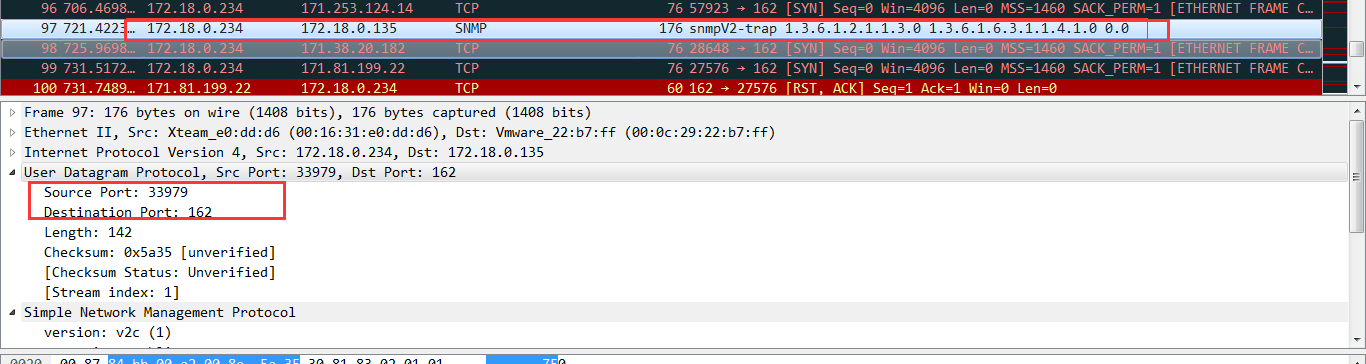 96 706.4698… 172.18.0.234 171.253.124.14 TCP 76 57923 → 162 [SYN] Seq=0 Win=4096 Len=0 MSS=1460 SACK_PERM=1 [ETHERNET FRAME C…
97 721.4223… 172.18.0.234 172.18.0.135 SNMP 176 snmpV2-trap 1.3.6.1.2.1.1.3.0 1.3.6.1.6.3.1.1.4.1.0 0.0
98 725.9698… 172.18.0.234 171.38.20.182 TCP 76 28648 → 162 [SYN] Seq=0 Win=4096 Len=0 MSS=1460 SACK_PERM=1 [ETHERNET FRAME C…
99 731.5172… 172.18.0.234 171.81.199.22 TCP 76 27576 → 162 [SYN] Seq=0 Win=4096 Len=0 MSS=1460 SACK_PERM=1 [ETHERNET FRAME C…
100 731.7489… 171.81.199.22 172.18.0.234 TCP 60 162 → 27576 [RST, ACK] Seq=1 Ack=1 Win=0 Len=0
Frame 97: 176 bytes on wire (1408 bits), 176 bytes captured (1408 bits)
Ethernet II, Src: Xteam_e0:dd:d6 (00:16:31:e0:dd:d6), Dst: Vmware_22:b7:ff (00:0c:29:22:b7:ff)
Internet Protocol Version 4, Src: 172.18.0.234, Dst: 172.18.0.135
User Datagram Protocol, Src Port: 33979, Dst Port: 162
Source Port: 33979
Destination Port: 162
Length: 142
Checksum: 0x5a35 [unverified]
[Checksum Status: Unverified]
[Stream index: 1]
Simple Network Management Protocol
version: v2c (1)